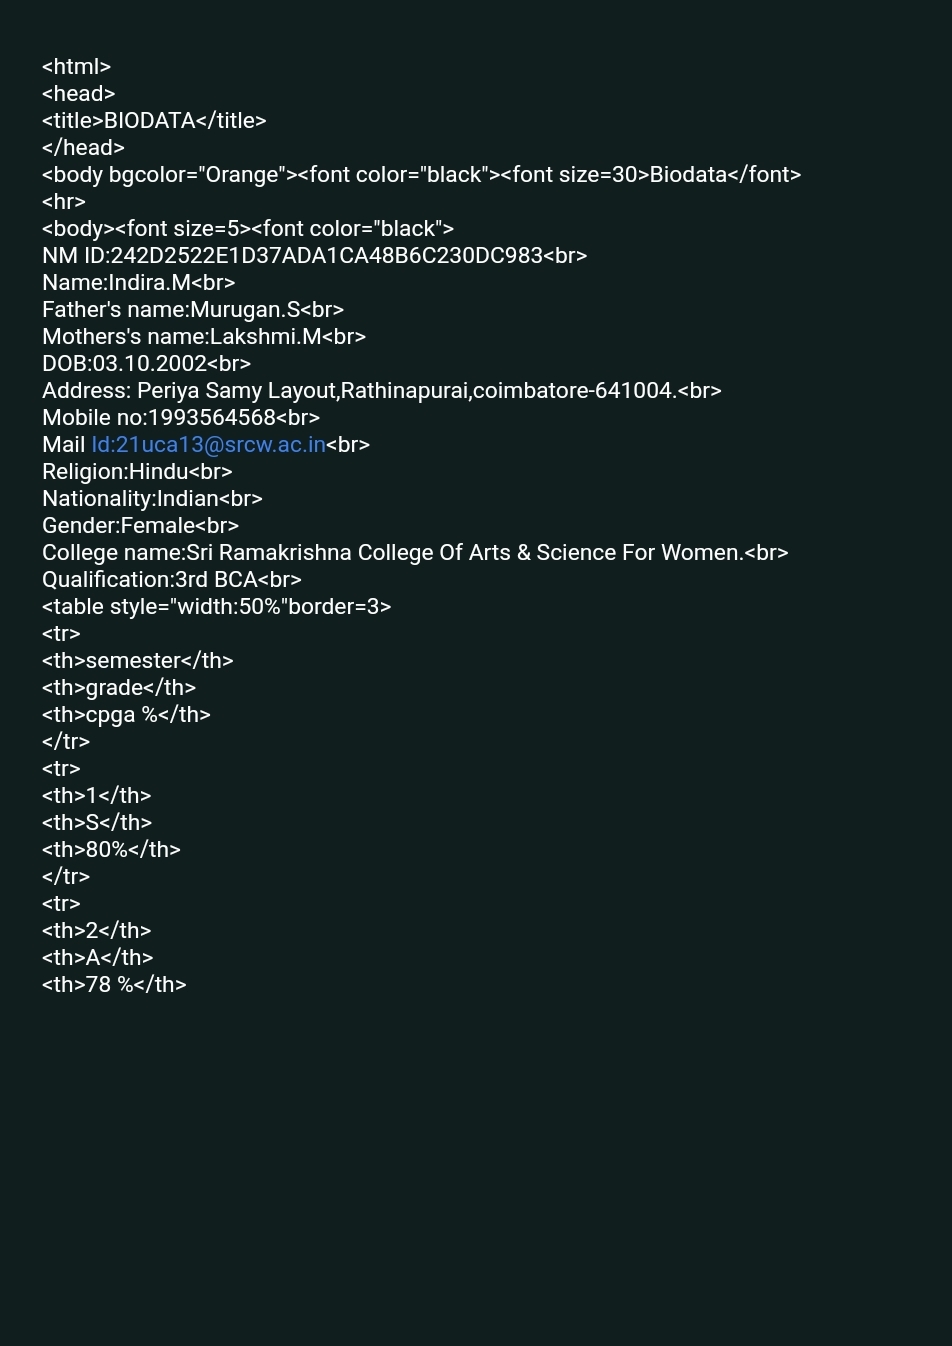 <html>
<head>
<title>BIODATA</title>
</head>
<body bgcolor="Orange"><font color="black"><font size=30>Biodata</font>
<hr>
<body><font size=5><font color="black">
NM ID:242D2522E1D37ADA1CA48B6C230DC983<br>
Name:Indira.M<br>
Father's name:Murugan.S<br>
Mothers's name:Lakshmi.M<br>
DOB:03.10.2002<br>
Address: Periya Samy Layout,Rathinapurai,coimbatore-641004.<br>
Mobile no:1993564568<br>
Mail Id:21uca13@srcw.ac.in<br>
Religion:Hindu<br>
Nationality:Indian<br>
Gender:Female<br>
College name:Sri Ramakrishna College Of Arts & Science For Women.<br>
Qualification:3rd BCA<br>
<table style="width:50%"border=3>
<tr>
<th>semester</th>
<th>grade</th>
<th>cpga %</th>
</tr>
<tr>
<th>1</th>
<th>S</th>
<th>80%</th>
</tr>
<tr>
<th>2</th>
<th>A</th>
<th>78 %</th>